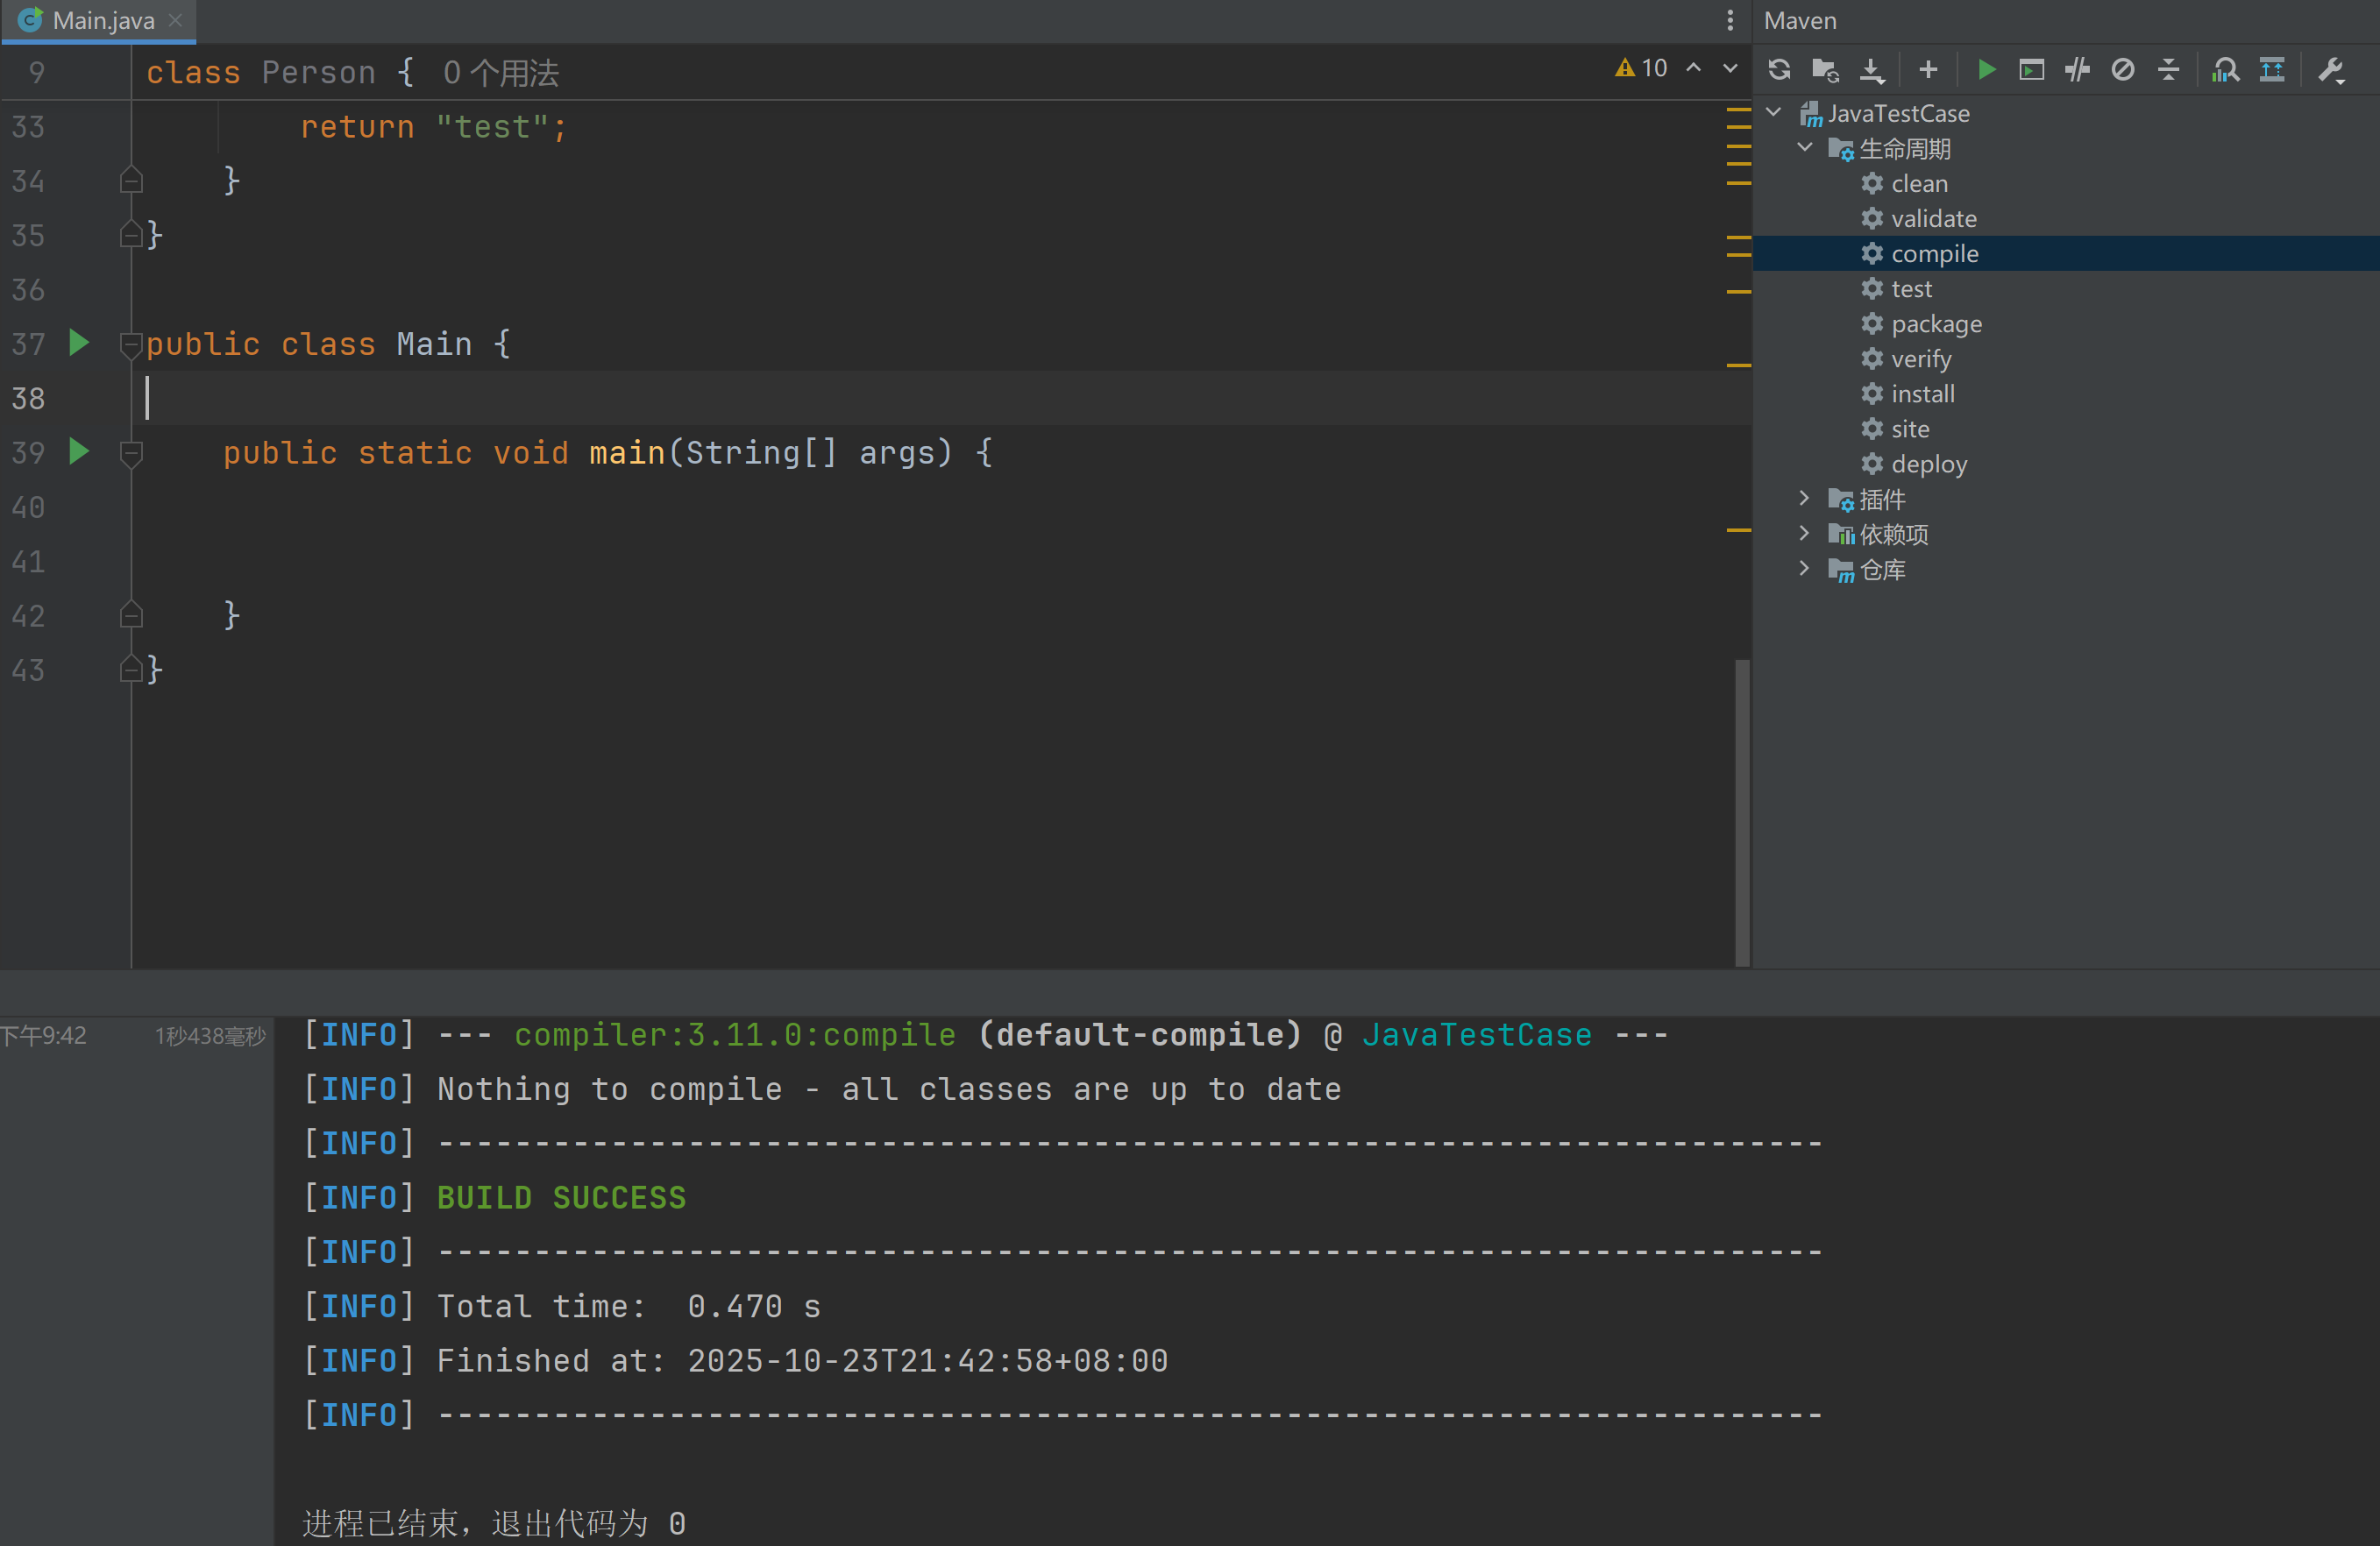 Main.java
Maven
9 class Person { 0 个用法
10
33 return "test";
34 }
35 }
36
37 public class Main {
38
39 public static void main(String[] args) {
40
41
42 }
43 }
JavaTestCase
生命周期
clean
validate
compile
test
package
verify
install
site
deploy
插件
依赖项
仓库
下午9:42 1秒438毫秒
[INFO] --- compiler:3.11.0:compile (default-compile) @ JavaTestCase ---
[INFO] Nothing to compile - all classes are up to date
[INFO] ------------------------------------------------------------------------
[INFO] BUILD SUCCESS
[INFO] ------------------------------------------------------------------------
[INFO] Total time:  0.470 s
[INFO] Finished at: 2025-10-23T21:42:58+08:00
[INFO] ------------------------------------------------------------------------
进程已结束，退出代码为 0